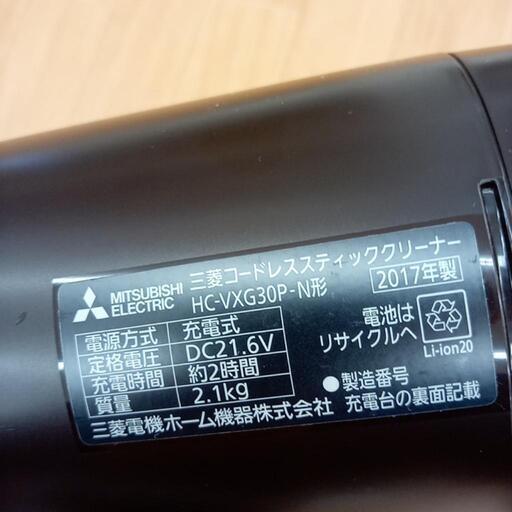 MITSUBISHI ELECTRIC
三菱コードレススティッククリーナー
HC-VXG30P-N形 2017年製
電源方式 充電式
定格電圧 DC21.6V
充電時間 約2時間
質量 2.1kg
電池は
リサイクルへ
Li-ion20
●製造番号
充電台の裏面記載
三菱電機ホーム機器株式会社